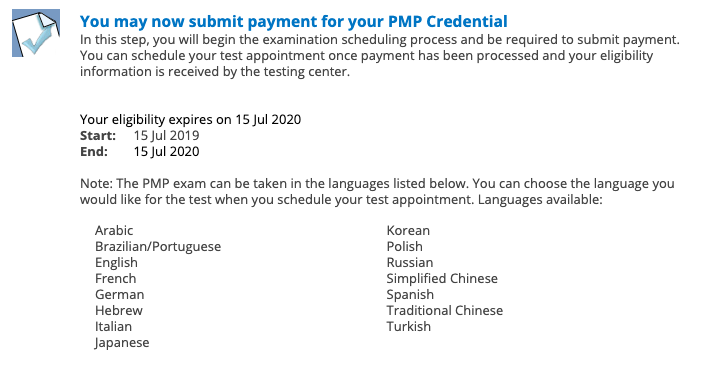 You may now submit payment for your PMP Credential
In this step, you will begin the examination scheduling process and be required to submit payment.
You can schedule your test appointment once payment has been processed and your eligibility
information is received by the testing center.
Your eligibility expires on 15 Jul 2020
Start: 15 Jul 2019
End: 15 Jul 2020
Note: The PMP exam can be taken in the languages listed below. You can choose the language you
would like for the test when you schedule your test appointment. Languages available:
Arabic
Brazilian/Portuguese
English
French
German
Hebrew
Italian
Japanese
Korean
Polish
Russian
Simplified Chinese
Spanish
Traditional Chinese
Turkish